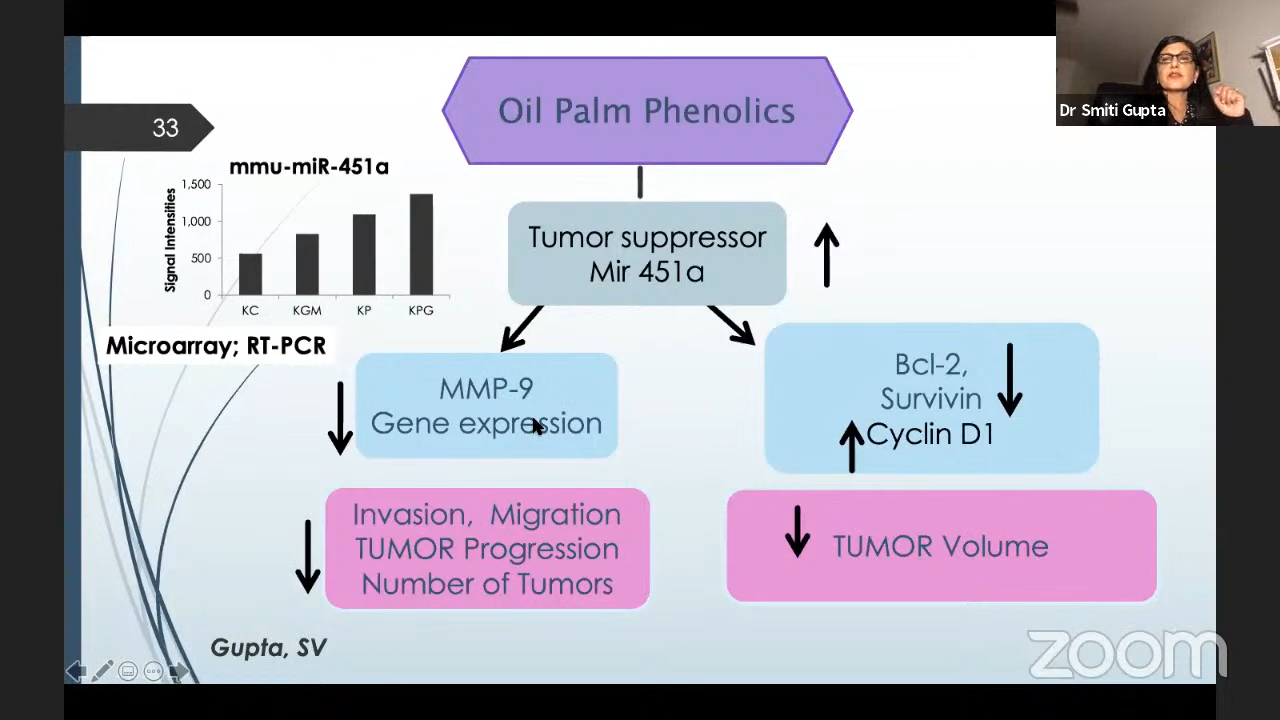 Dr Smiti Gupta
33
Oil Palm Phenolics
mmu-miR-451a
Signal Intensities
1,500
1,000
500
0
KC KGM KP KPG
Microarray; RT-PCR
Tumor suppressor
Mir 451a
MMP-9
Gene expression
Bcl-2,
Survivin
Cyclin D1
Invasion, Migration
TUMOR Progression
Number of Tumors
TUMOR Volume
Gupta, SV
zoom